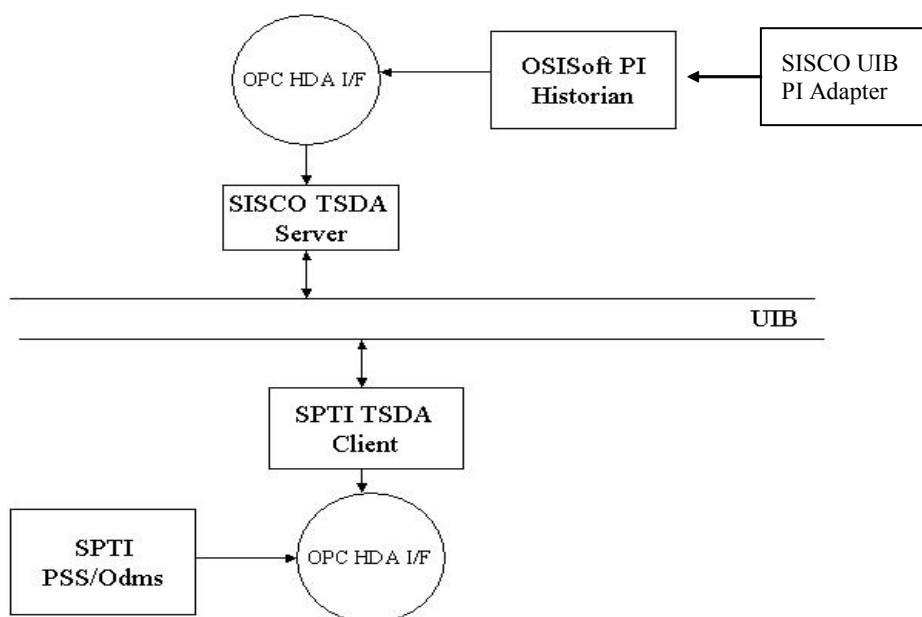 OPC HDA I/F
OSISoft PI
Historian
SISCO UIB
PI Adapter
SISCO TSDA
Server
UIB
SPTI TSDA
Client
SPTI
PSS/Odms
OPC HDA I/F